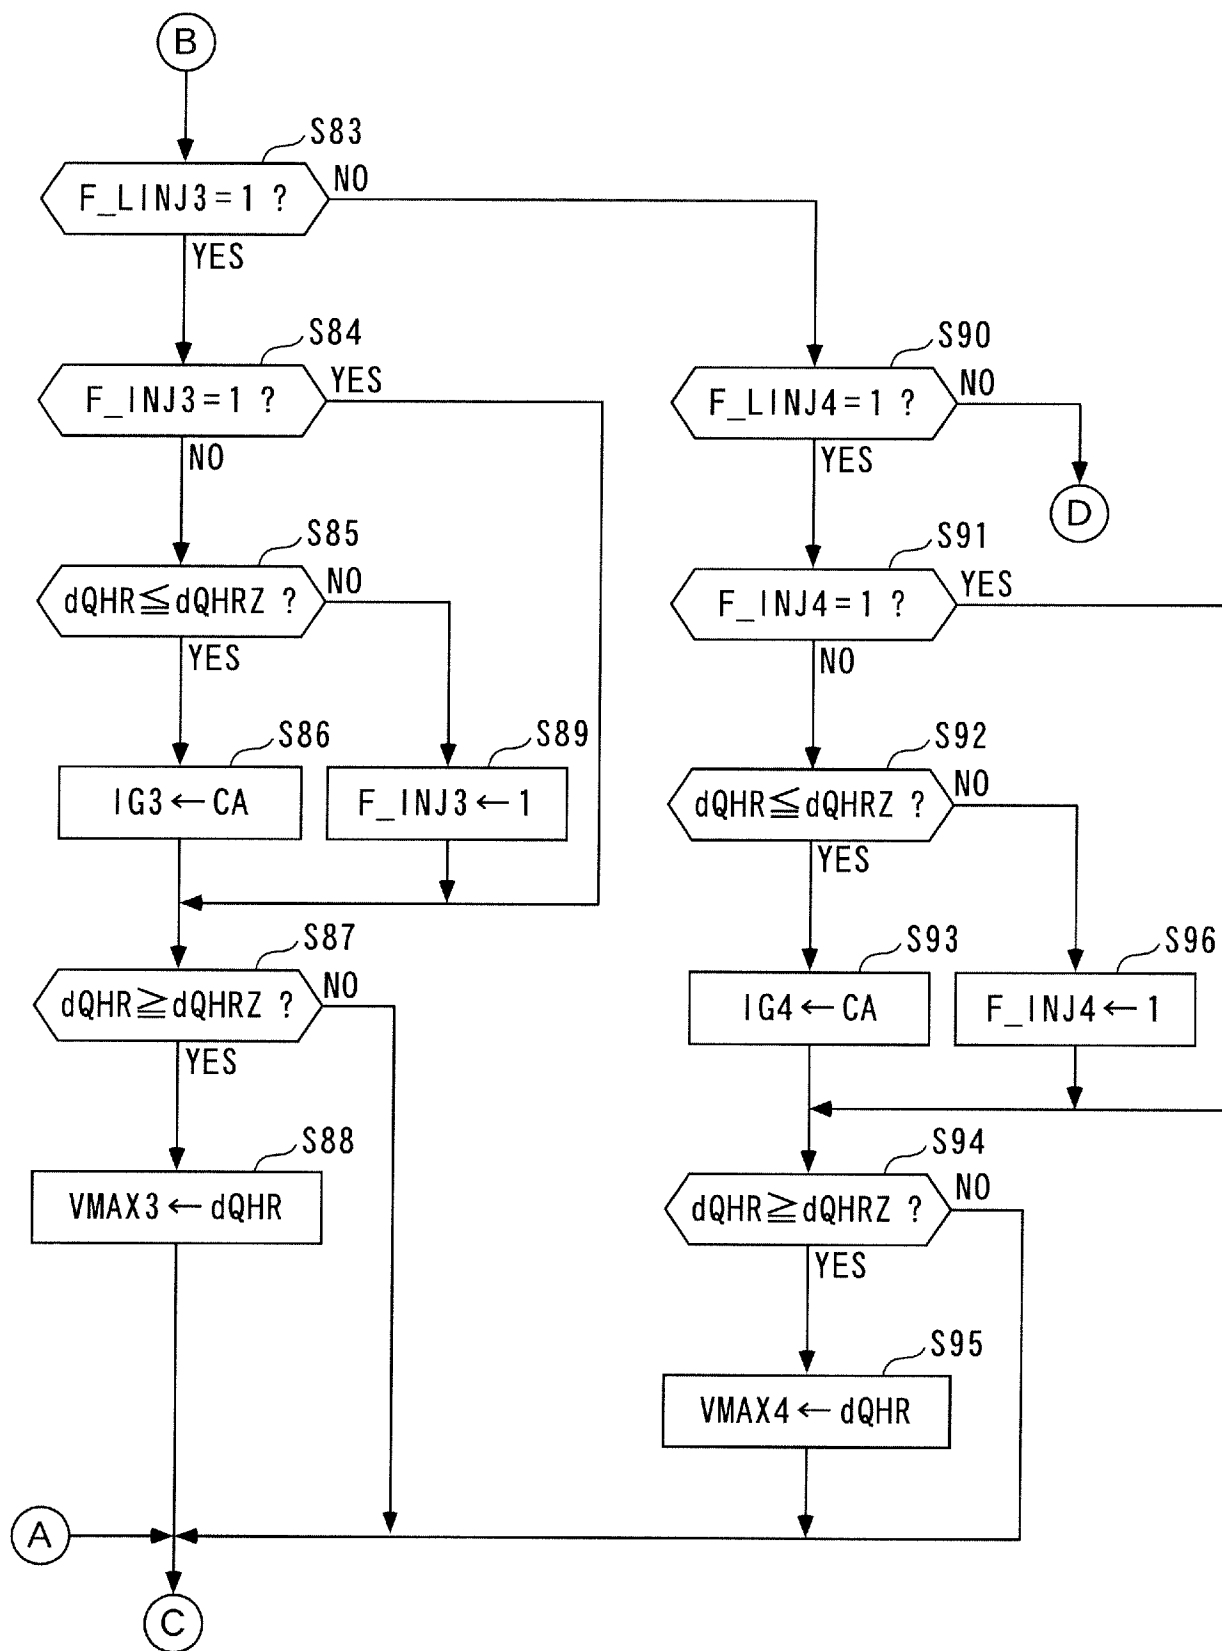 B
S83
F_LINJ3=1 ?
NO
YES
S84
F_INJ3=1 ?
YES
NO
S85
dQHR≦dQHRZ ?
NO
YES
S86
IG3←CA
S89
F_INJ3←1
S87
dQHR≧dQHRZ ?
NO
YES
S88
VMAX3←dQHR
S90
F_LINJ4=1 ?
NO
YES
D
S91
F_INJ4=1 ?
YES
NO
S92
dQHR≦dQHRZ ?
NO
YES
S93
IG4←CA
S96
F_INJ4←1
S94
dQHR≧dQHRZ ?
NO
YES
S95
VMAX4←dQHR
A
C